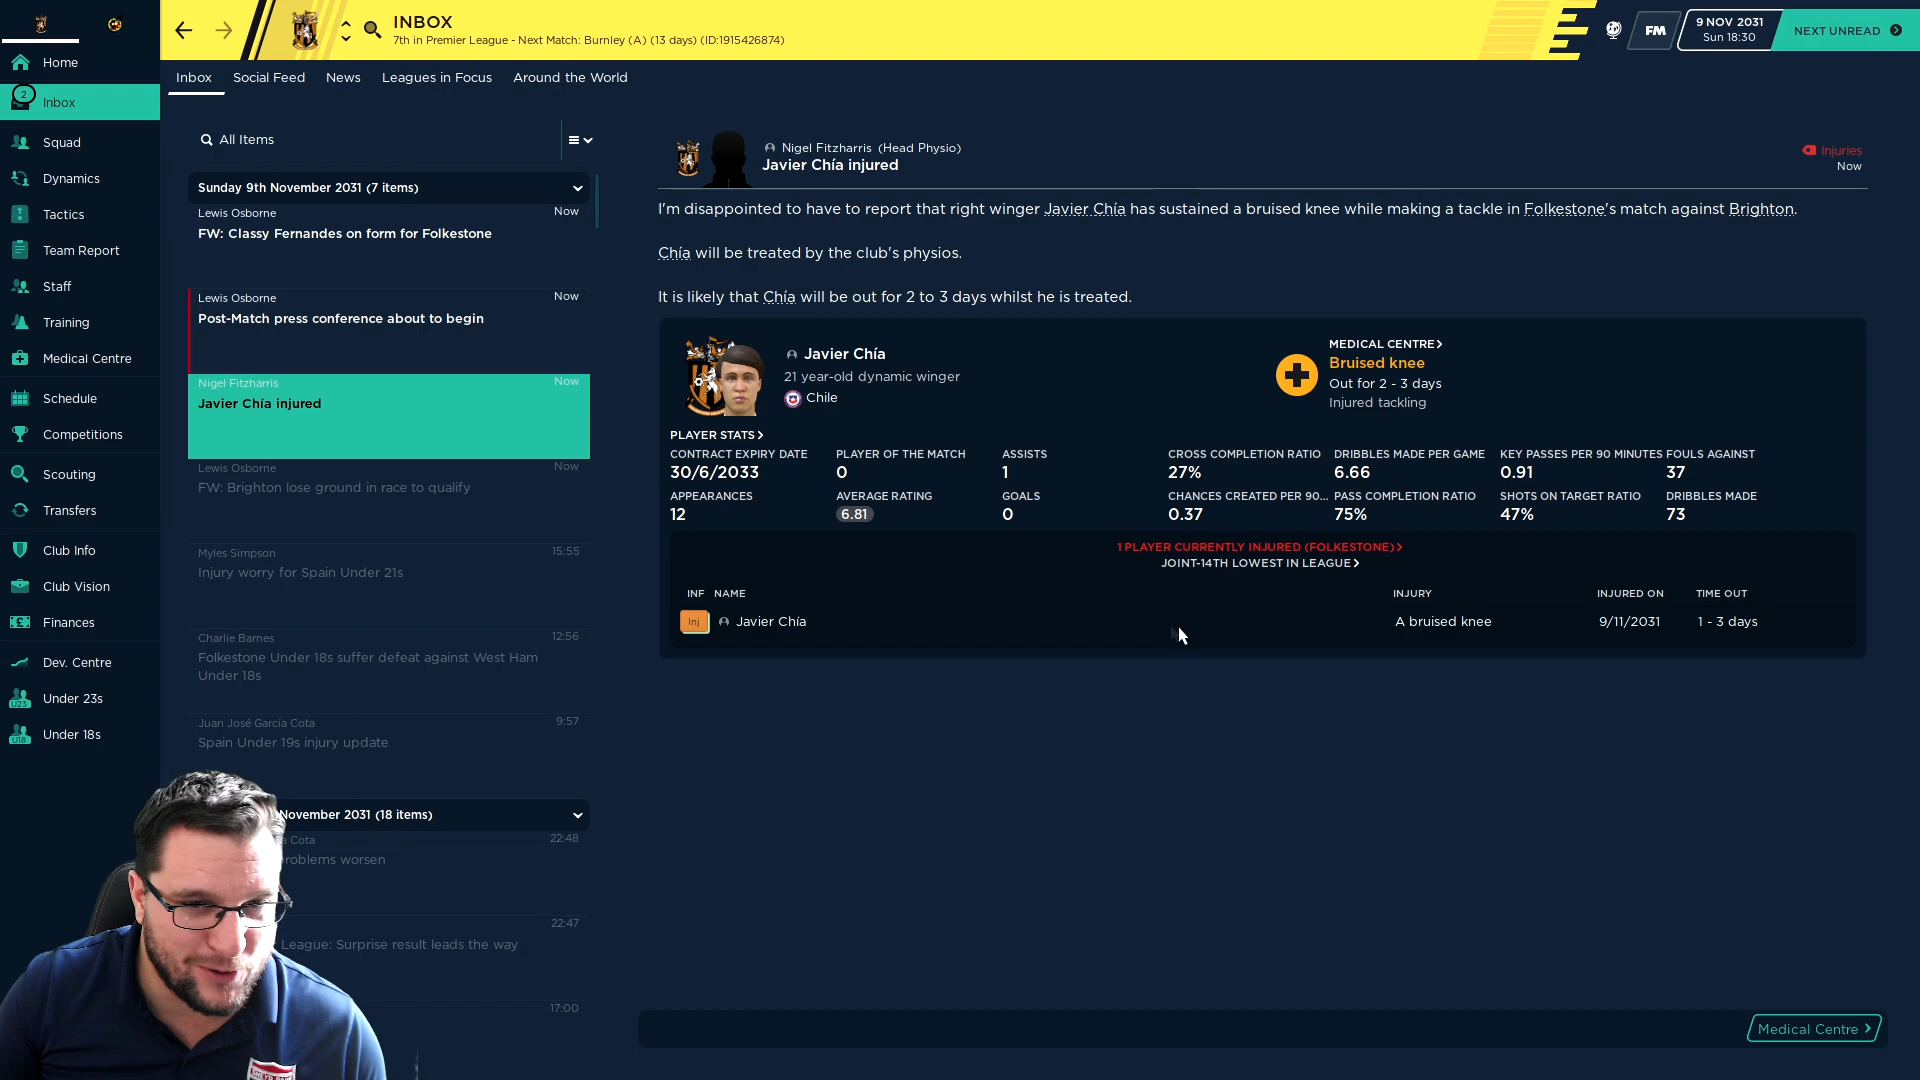 INBOX
7th in Premier League - Next Match: Burnley (A) (13 days) (ID:1915426874)
FM
9 NOV 2031
Sun 18:30
NEXT UNREAD
Home
2
Inbox
Squad
Dynamics
Tactics
Team Report
Staff
Training
Medical Centre
Schedule
Competitions
Scouting
Transfers
Club Info
Club Vision
Finances
Dev. Centre
U23
Under 23s
U18
Under 18s
Inbox
Social Feed
News
Leagues in Focus
Around the World
All Items
Sunday 9th November 2031 (7 items)
Lewis Osborne
Now
FW: Classy Fernandes on form for Folkestone
Lewis Osborne
Now
Post-Match press conference about to begin
Nigel Fitzharris
Now
Javier Chía injured
Lewis Osborne
Now
FW: Brighton lose ground in race to qualify
Myles Simpson
15:55
Injury worry for Spain Under 21s
Charlie Barnes
12:56
Folkestone Under 18s suffer defeat against West Ham
Under 18s
Juan José García Cota
9:57
Spain Under 19s injury update
November 2031 (18 items)
Cota
22:48
roblems worsen
22:47
League: Surprise result leads the way
17:00
Nigel Fitzharris (Head Physio)
Javier Chía injured
Injuries
Now
I'm disappointed to have to report that right winger Javier Chía has sustained a bruised knee while making a tackle in Folkestone's match against Brighton.
Chía will be treated by the club's physios.
It is likely that Chía will be out for 2 to 3 days whilst he is treated.
Javier Chía
21 year-old dynamic winger
Chile
MEDICAL CENTRE
Bruised knee
Out for 2 - 3 days
Injured tackling
PLAYER STATS
CONTRACT EXPIRY DATE PLAYER OF THE MATCH ASSISTS CROSS COMPLETION RATIO DRIBBLES MADE PER GAME KEY PASSES PER 90 MINUTES FOULS AGAINST
30/6/2033 0 1 27% 6.66 0.91 37
APPEARANCES AVERAGE RATING GOALS CHANCES CREATED PER 90... PASS COMPLETION RATIO SHOTS ON TARGET RATIO DRIBBLES MADE
12 6.81 0 0.37 75% 47% 73
1 PLAYER CURRENTLY INJURED (FOLKESTONE)
JOINT-14TH LOWEST IN LEAGUE
INF NAME INJURY INJURED ON TIME OUT
Inj Javier Chía A bruised knee 9/11/2031 1 - 3 days
Medical Centre